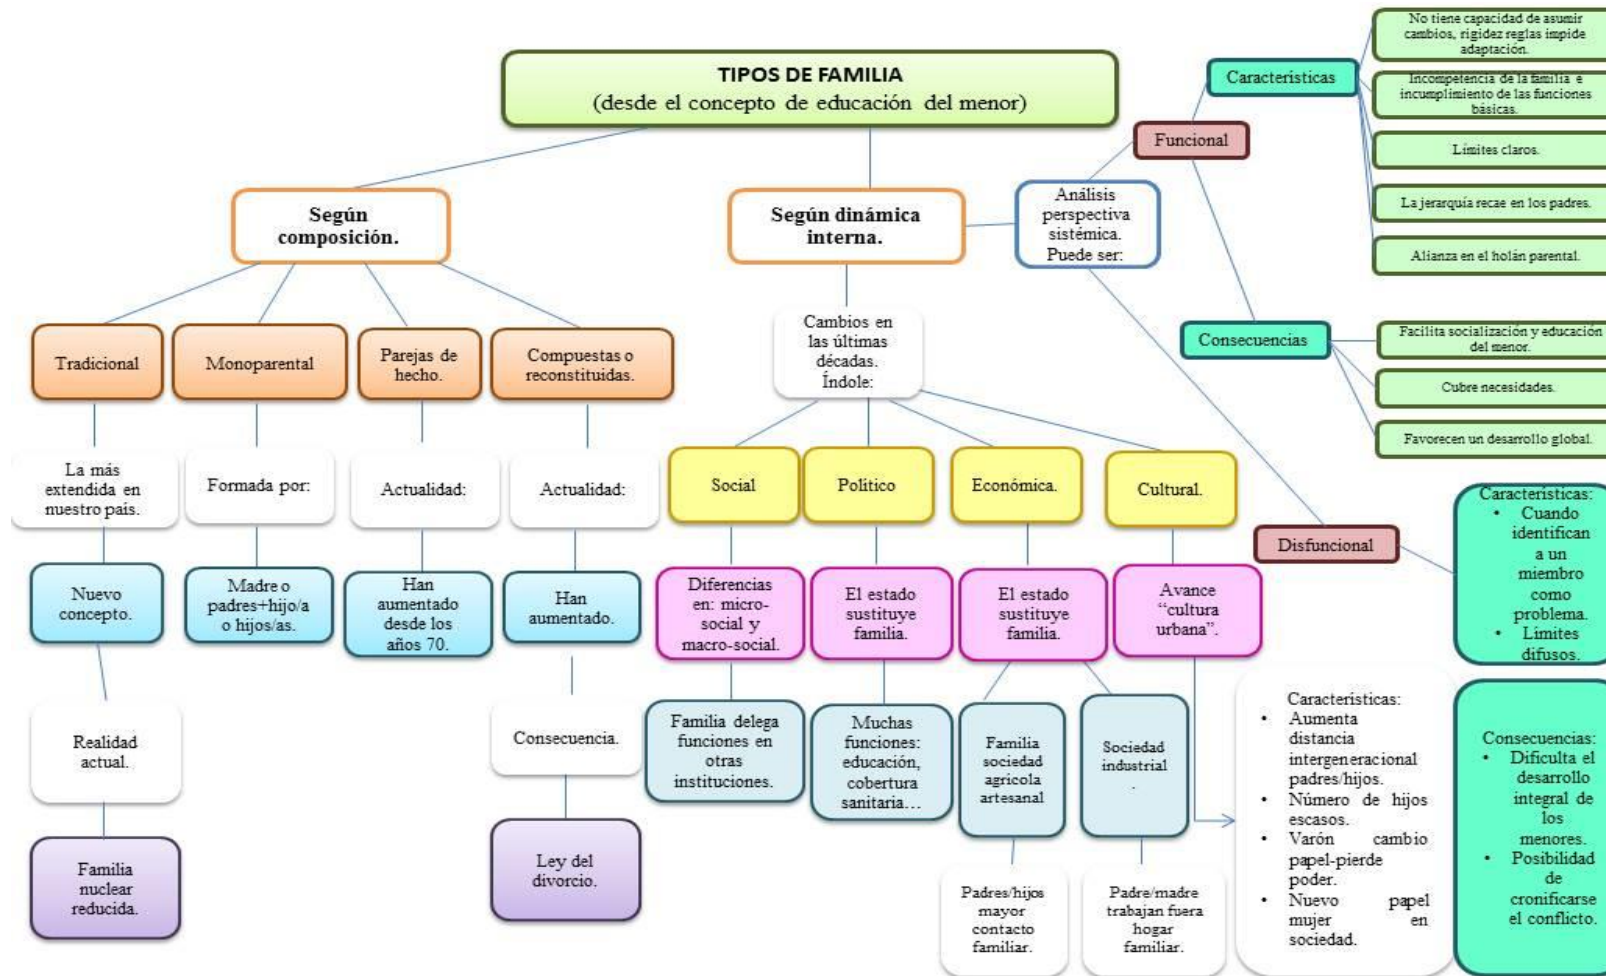 TIPOS DE FAMILIA
(desde el concepto de educación del menor)
Según
composición.
Tradicional
La más
extendida en
nuestro país.
Nuevo
concepto.
Realidad
actual.
Familia
nuclear
reducida.
Monoparental
Formada por:
Madre o
padres+hijo/a
o hijos/as.
Parejas de
hecho.
Actualidad:
Han
aumentado
desde los
años 70.
Compuestas o
reconstituidas.
Actualidad:
Han
aumentado.
Consecuencia.
Ley del
divorcio.
Según dinámica
interna.
Cambios en
las últimas
décadas.
Índole:
Social
Diferencias
en: micro-
social y
macro-social.
Familia delega
funciones en
otras
instituciones.
Político
El estado
sustituye
familia.
Muchas
funciones:
educación,
cobertura
sanitaria…
Económica.
El estado
sustituye
familia.
Familia
sociedad
agrícola
artesanal
Padres/hijos
mayor
contacto
familiar.
Sociedad
industrial
.
Padre/madre
trabajan fuera
hogar
familiar.
Cultural.
Avance
“cultura
urbana”.
Características:
• Aumenta
distancia
intergeneracional
padres/hijos.
• Número de hijos
escasos.
• Varón cambio
papel-pierde
poder.
• Nuevo papel
mujer en
sociedad.
Análisis
perspectiva
sistémica.
Puede ser:
Funcional
Características
No tiene capacidad de asumir
cambios, rigidez reglas impide
adaptación.
Incompetencia de la familia e
incumplimiento de las funciones
básicas.
Límites claros.
La jerarquía recae en los padres.
Alianza en el holán parental.
Consecuencias
Facilita socialización y educación
del menor.
Cubre necesidades.
Favorecen un desarrollo global.
Disfuncional
Características:
• Cuando
identifican
a un
miembro
como
problema.
• Límites
difusos.
Consecuencias:
• Dificulta el
desarrollo
integral de
los
menores.
• Posibilidad
de
cronificarse
el conflicto.